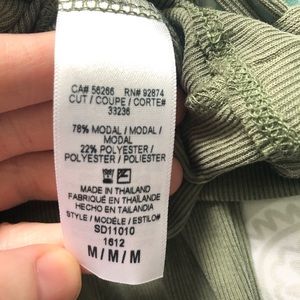 CA# 56266 RN# 92874
CUT / COUPE / CORTE#
33236
78% MODAL / MODAL /
MODAL
22% POLYESTER /
POLYESTER / POLIESTER
MADE IN THAILAND
FABRIQUÉ EN THAÏLANDE
HECHO EN TAILANDIA
STYLE / MODÈLE / ESTILO#
SD11010
1612
M/M/M